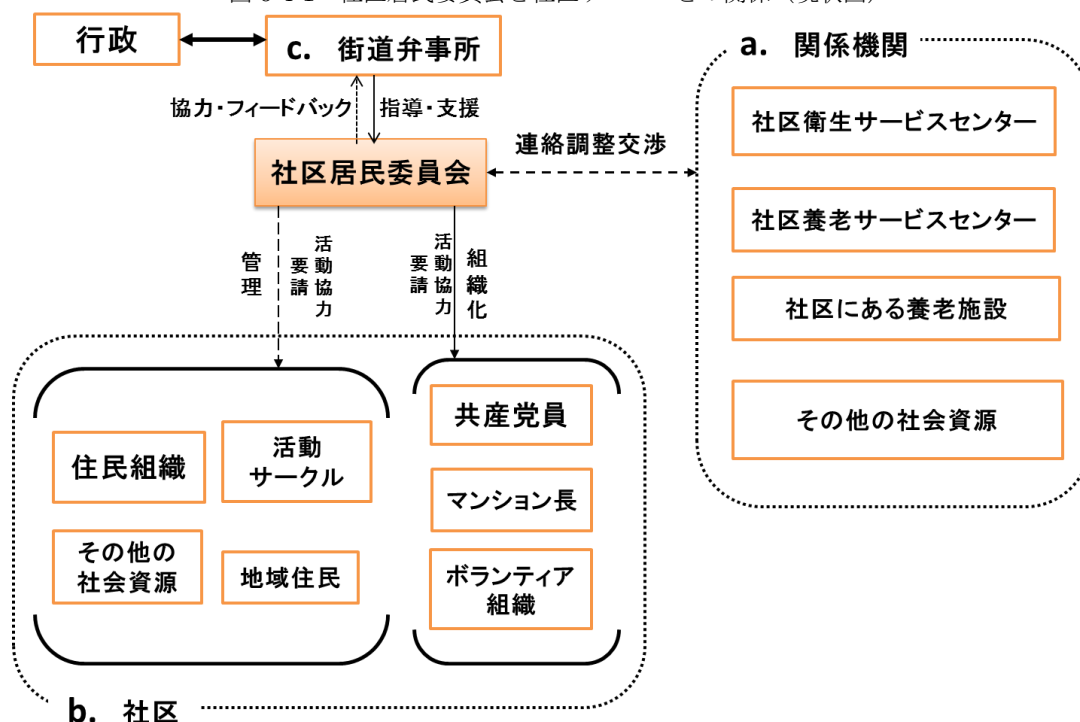 行政
c. 街道弁事所
a. 関係機関
協力・フィードバック
指導・支援
社区居民委員会
連絡調整交渉
社区衛生サービスセンター
社区養老サービスセンター
社区にある養老施設
その他の社会資源
管理
活動協力
要請
活動協力
要請
組織化
住民組織
活動
サークル
その他の
社会資源
地域住民
共産党員
マンション長
ボランティア
組織
b. 社区